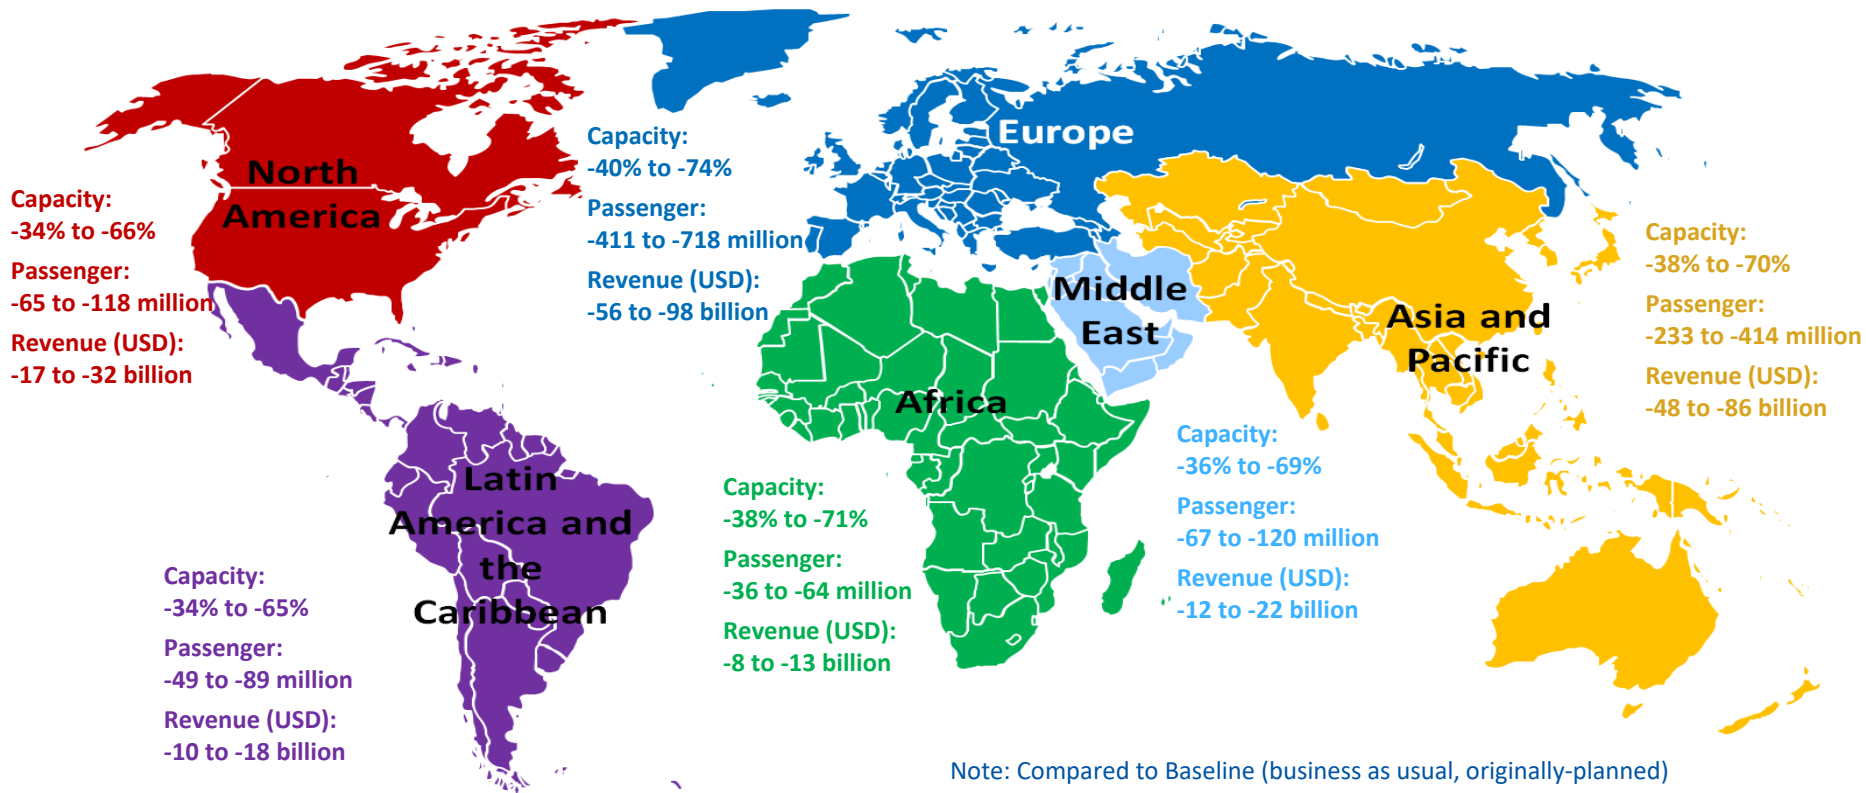 North
America
Capacity:
-34% to -66%
Passenger:
-65 to -118 million
Revenue (USD):
-17 to -32 billion
Europe
Capacity:
-40% to -74%
Passenger:
-411 to -718 million
Revenue (USD):
-56 to -98 billion
Middle
East
Capacity:
-36% to -69%
Passenger:
-67 to -120 million
Revenue (USD):
-12 to -22 billion
Asia and
Pacific
Capacity:
-38% to -70%
Passenger:
-233 to -414 million
Revenue (USD):
-48 to -86 billion
Africa
Capacity:
-38% to -71%
Passenger:
-36 to -64 million
Revenue (USD):
-8 to -13 billion
Latin
America and
the
Caribbean
Capacity:
-34% to -65%
Passenger:
-49 to -89 million
Revenue (USD):
-10 to -18 billion
Note: Compared to Baseline (business as usual, originally-planned)